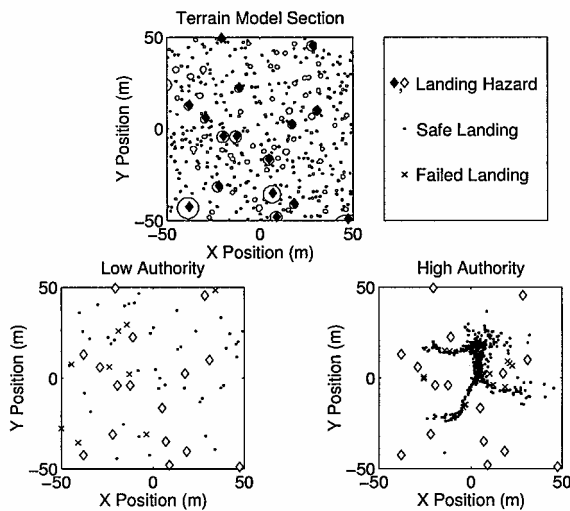 Terrain Model Section
50
0
−50
Y Position (m)
−50 0 50
X Position (m)
Landing Hazard
Safe Landing
Failed Landing
Low Authority
50
0
−50
Y Position (m)
−50 0 50
X Position (m)
High Authority
50
0
−50
Y Position (m)
−50 0 50
X Position (m)